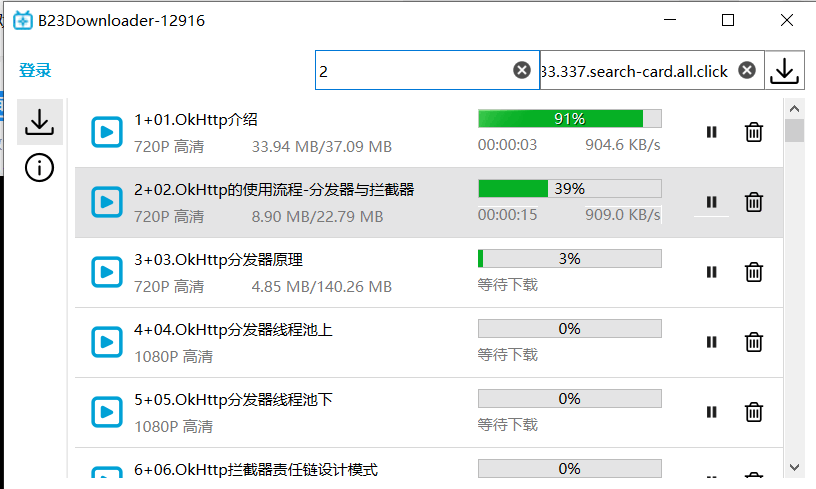 B23Downloader-12916
登录
2
33.337.search-card.all.click
1+01.OkHttp介绍
91%
720P 高清 33.94 MB/37.09 MB
00:00:03 904.6 KB/s
2+02.OkHttp的使用流程-分发器与拦截器
39%
720P 高清 8.90 MB/22.79 MB
00:00:15 909.0 KB/s
3+03.OkHttp分发器原理
3%
720P 高清 4.85 MB/140.26 MB
等待下载
4+04.OkHttp分发器线程池上
0%
1080P 高清
等待下载
5+05.OkHttp分发器线程池下
0%
1080P 高清
等待下载
6+06.OkHttp拦截器责任链设计模式
0%